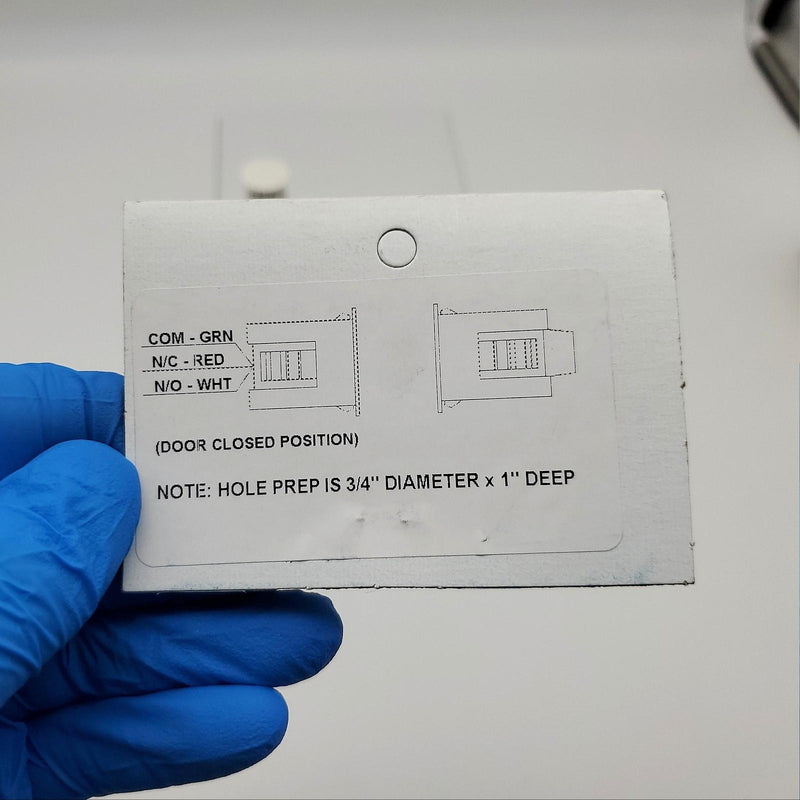 COM - GRN
N/C - RED
N/O - WHT
(DOOR CLOSED POSITION)
NOTE: HOLE PREP IS 3/4" DIAMETER x 1" DEEP